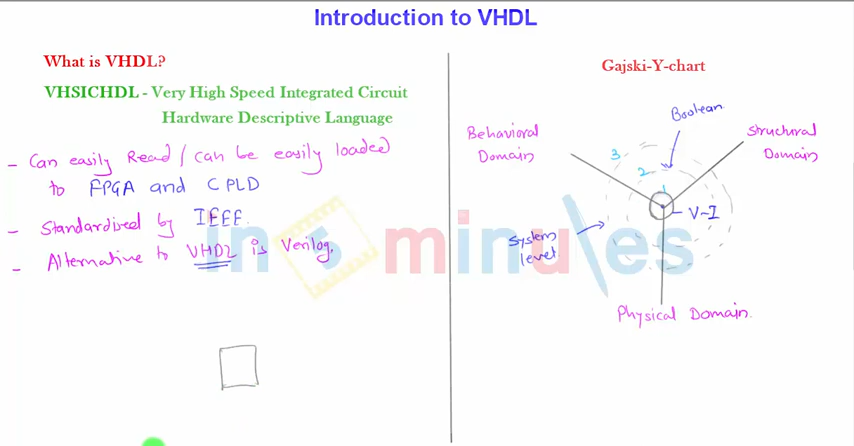 Introduction to VHDL
What is VHDL?
VHSICHDL - Very High Speed Integrated Circuit
Hardware Descriptive Language
- Can easily Read / can be easily loaded
to FPGA and CPLD
- Standardised by IEEE.
- Alternative to VHDL is Verilog.
in 5 minutes
Gajski-Y-chart
Boolean
Behavioral
Domain
Structural
Domain
3
2
1
V-I
System
level
Physical Domain.